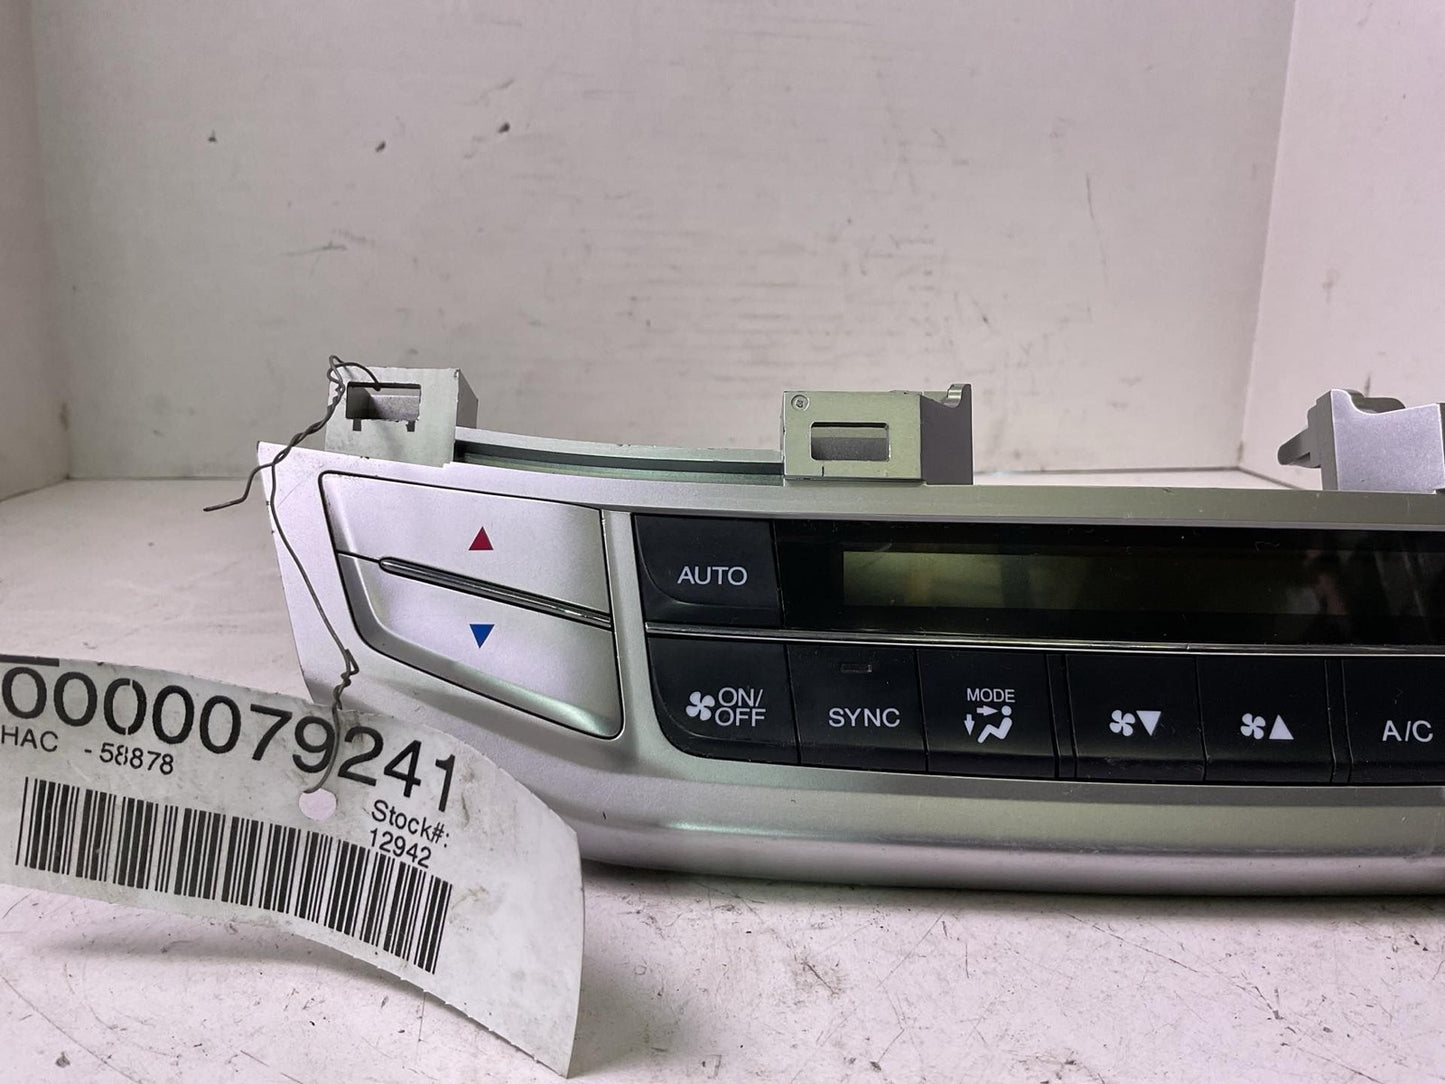 AUTO
ON/
OFF
SYNC
MODE
A/C
0000079241
HAC - 58878
Stock#:
12942